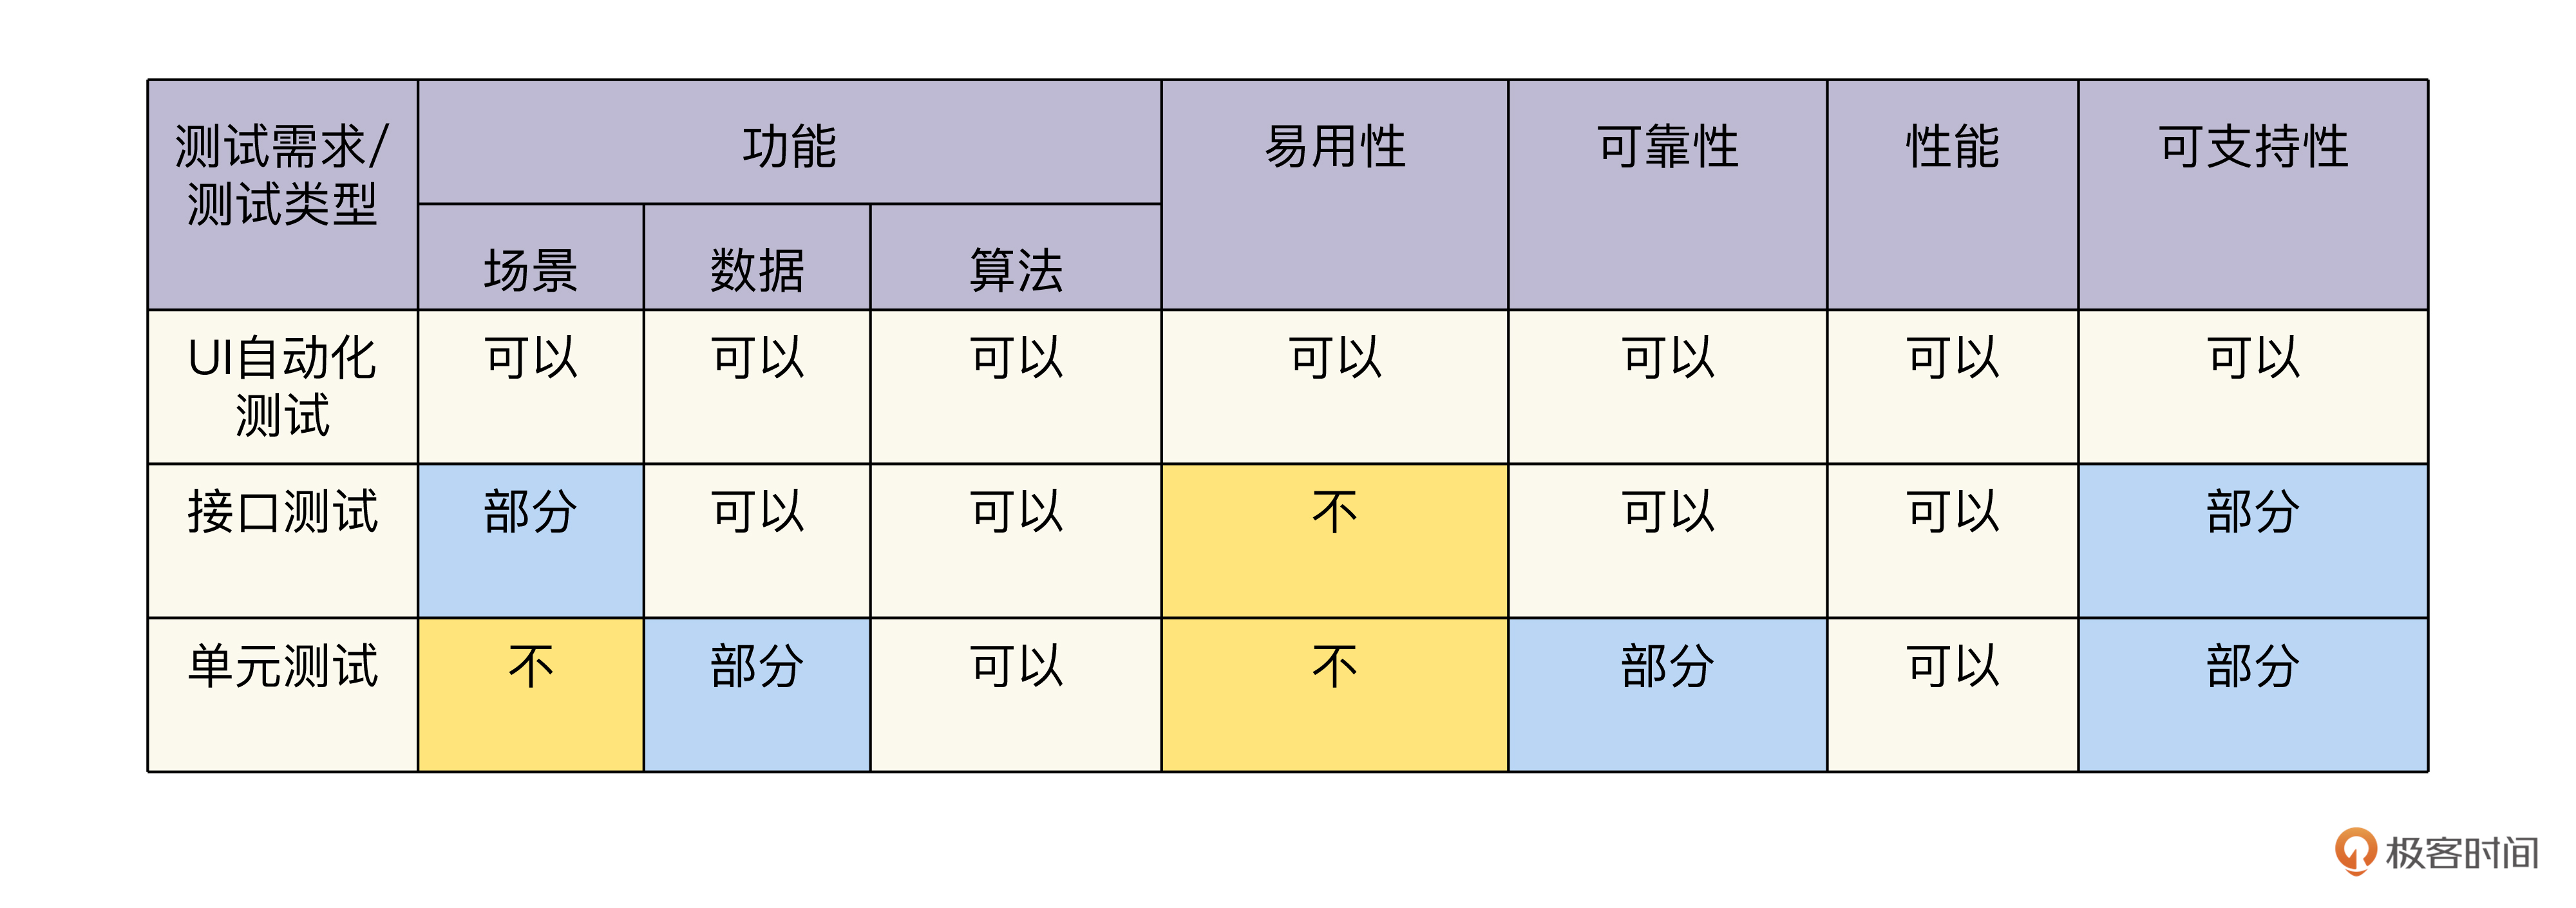 测试需求/
测试类型
功能
易用性
可靠性
性能
可支持性
场景
数据
算法
UI自动化
测试
可以
可以
可以
可以
可以
可以
可以
接口测试
部分
可以
可以
不
可以
可以
部分
单元测试
不
部分
可以
不
部分
可以
部分
极客时间